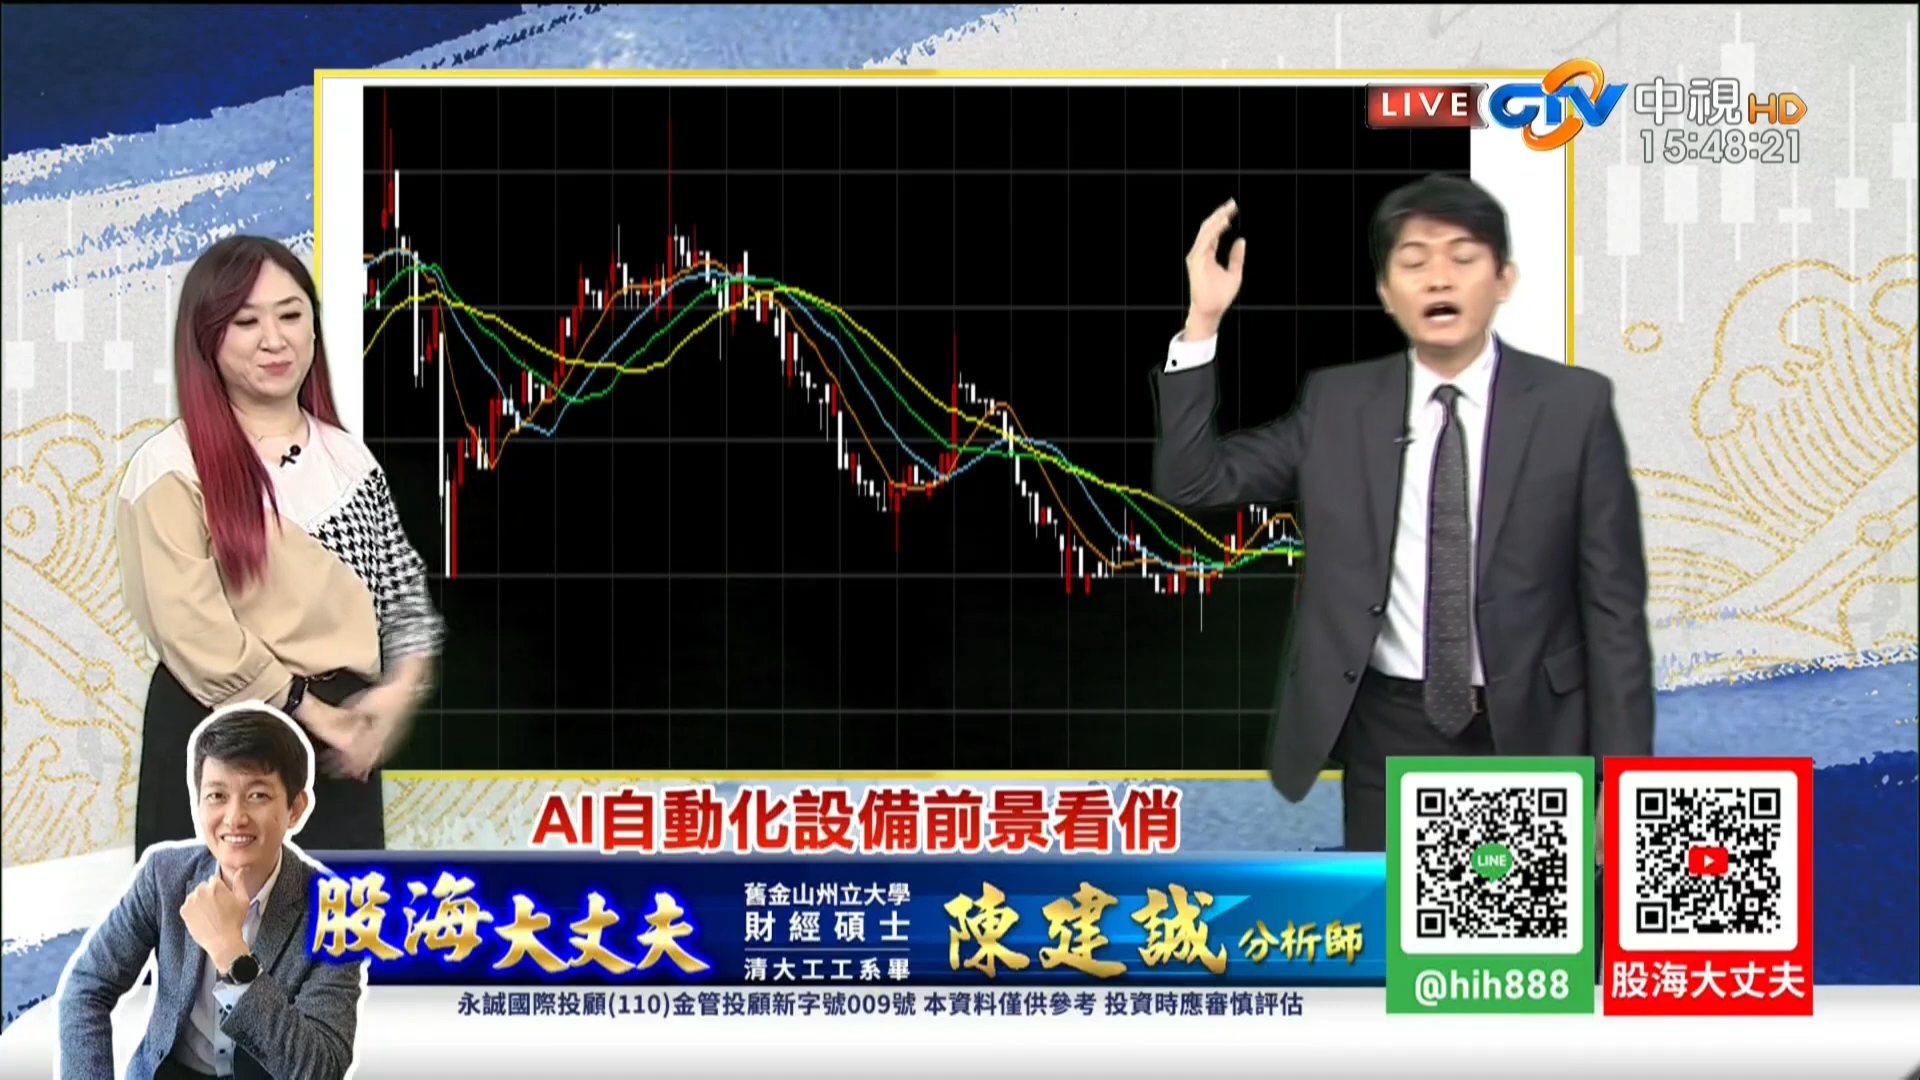 LIVE
CTV 中視HD
15:48:21
AI自動化設備前景看俏
股海大丈夫
舊金山州立大學
財經碩士
清大工工系畢
陳建誠 分析師
永誠國際投顧(110)金管投顧新字號009號 本資料僅供參考 投資時應審慎評估
LINE
@hih888
股海大丈夫